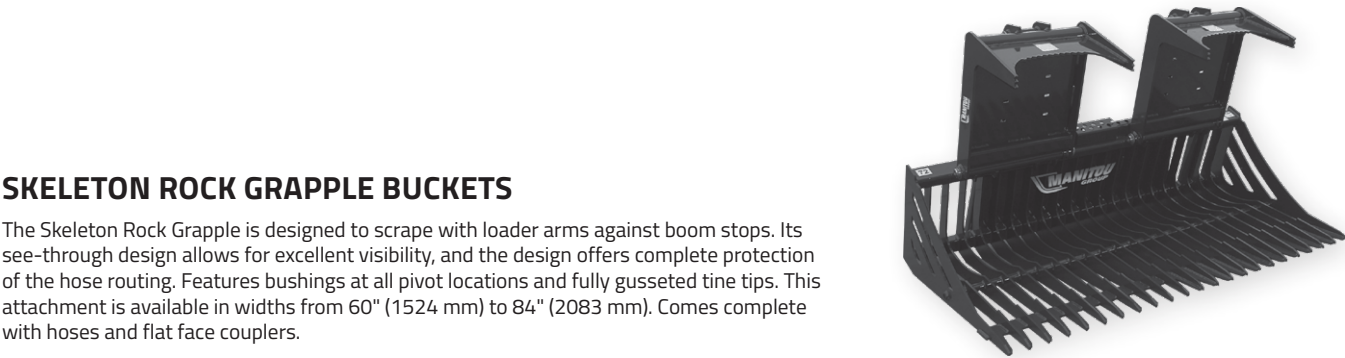 SKELETON ROCK GRAPPLE BUCKETS
The Skeleton Rock Grapple is designed to scrape with loader arms against boom stops. Its
see-through design allows for excellent visibility, and the design offers complete protection
of the hose routing. Features bushings at all pivot locations and fully gusseted tine tips. This
attachment is available in widths from 60" (1524 mm) to 84" (2083 mm). Comes complete
with hoses and flat face couplers.
MANITOU
MANITOU
GROUP